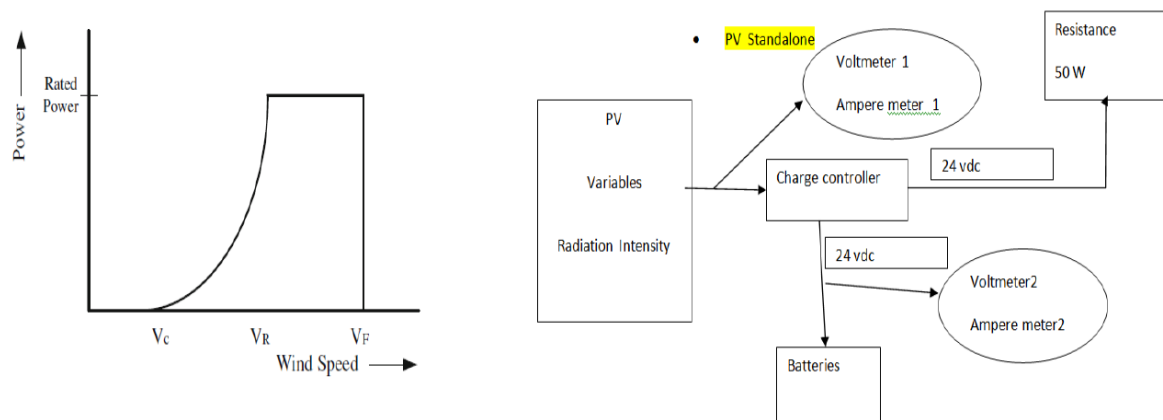 Power
Rated
Power
Vc
VR
VF
Wind Speed
• PV Standalone
PV
Variables
Radiation Intensity
Voltmeter 1
Ampere meter 1
Charge controller
24 vdc
Resistance
50 W
24 vdc
Voltmeter2
Ampere meter2
Batteries